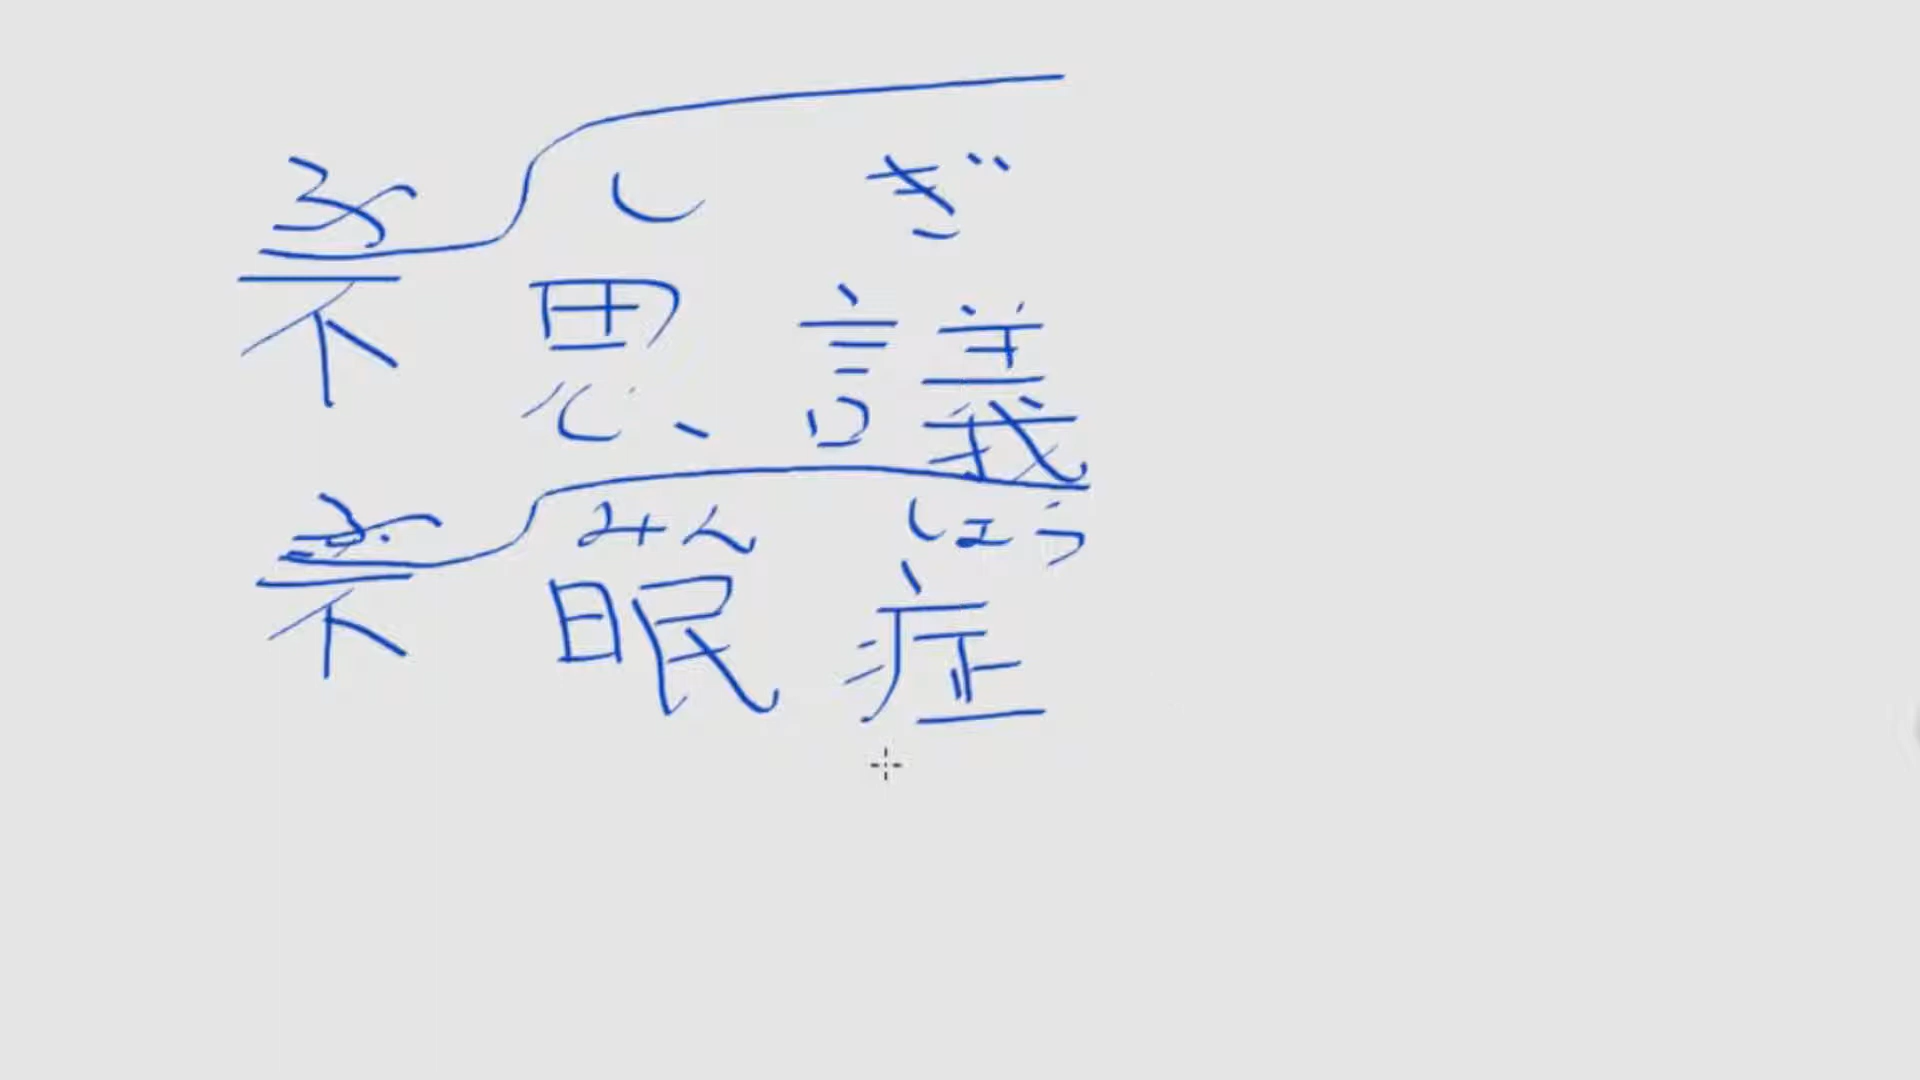 ふ し ぎ
不 思 議
ふ みん しょう
不 眠 症